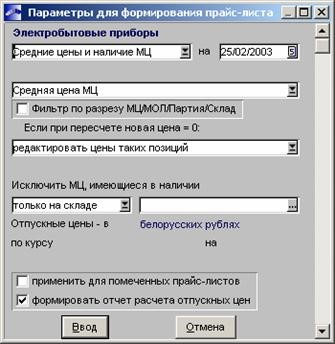 Параметры для формирования прайс-листа
Электробытовые приборы
Средние цены и наличие МЦ на 25/02/2003
Средняя цена МЦ
Фильтр по разрезу МЦ/МОЛ/Партия/Склад
Если при пересчете новая цена = 0:
редактировать цены таких позиций
Исключить МЦ, имеющиеся в наличии
только на складе ...
Отпускные цены - в белорусских рублях
по курсу на
применить для помеченных прайс-листов
формировать отчет расчета отпускных цен
Ввод Отмена